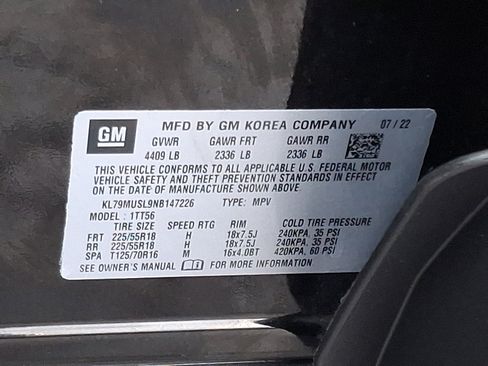 GM MFD BY GM KOREA COMPANY 07/22
GVWR GAWR FRT GAWR RR
4409 LB 2336 LB 2336 LB
THIS VEHICLE CONFORMS TO ALL APPLICABLE U.S. FEDERAL MOTOR
VEHICLE SAFETY AND THEFT PREVENTION STANDARDS IN EFFECT
ON THE DATE OF MANUFACTURE SHOWN ABOVE.
KL79MUSL9NB147226 TYPE: MPV
MODEL: 1TT56
TIRE SIZE SPEED RTG RIM COLD TIRE PRESSURE
FRT 225/55R18 H 18x7.5J 240KPA, 35 PSI
RR 225/55R18 H 18x7.5J 240KPA, 35 PSI
SPA T125/70R16 M 16x4.0BT 420KPA, 60 PSI
SEE OWNER'S MANUAL FOR MORE INFORMATION